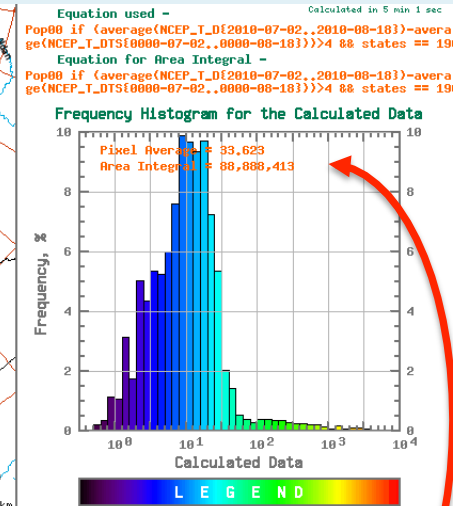 Equation used -
Calculated in 5 min 1 sec
Pop00 if (average(NCEP_T_D{2010-07-02..2010-08-18})-avera
ge(NCEP_T_DTS{0000-07-02..0000-08-18}))>4 && states == 190
Equation for Area Integral -
Pop00 if (average(NCEP_T_D{2010-07-02..2010-08-18})-avera
ge(NCEP_T_DTS{0000-07-02..0000-08-18}))>4 && states == 190
Frequency Histogram for the Calculated Data
Pixel Average = 33.623
Area Integral = 88,888,413
10 10
8 8
6 6
4 4
2 2
0 0
Frequency, %
10⁰ 10¹ 10² 10³ 10⁴
Calculated Data
LEGEND
km